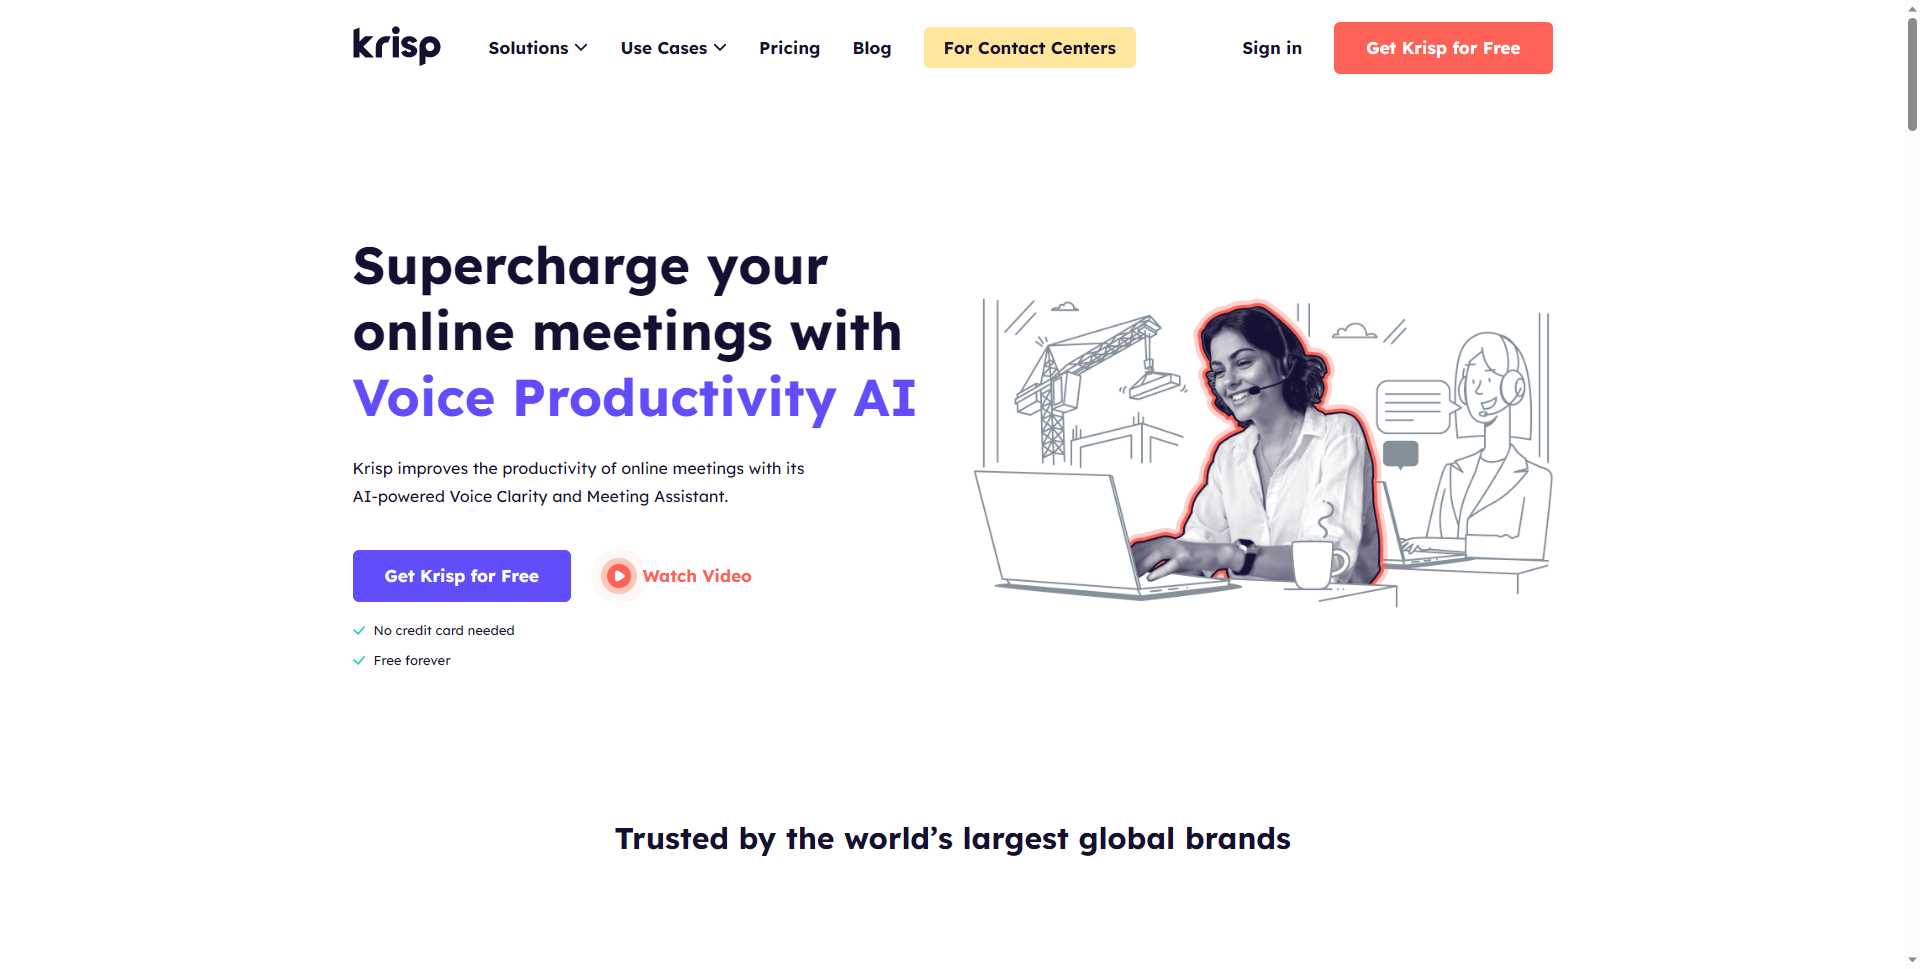 krisp
Solutions
Use Cases
Pricing
Blog
For Contact Centers
Sign in
Get Krisp for Free
Supercharge your
online meetings with
Voice Productivity AI
Krisp improves the productivity of online meetings with its
AI-powered Voice Clarity and Meeting Assistant.
Get Krisp for Free
Watch Video
No credit card needed
Free forever
Trusted by the world’s largest global brands